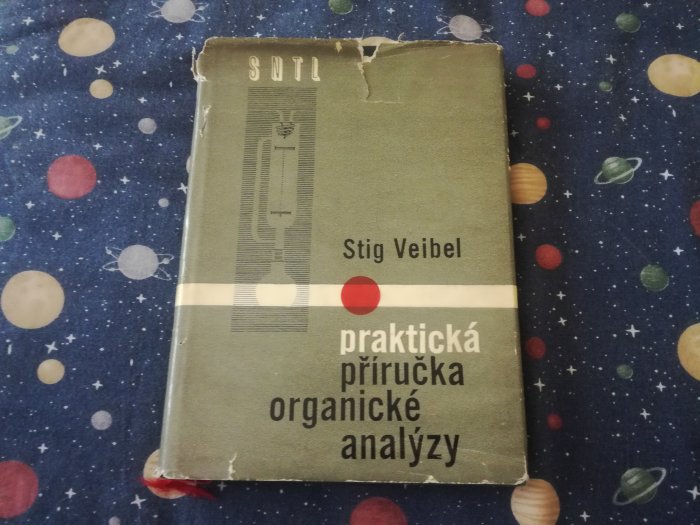 SNTL
Stig Veibel
praktická
příručka
organické
analýzy